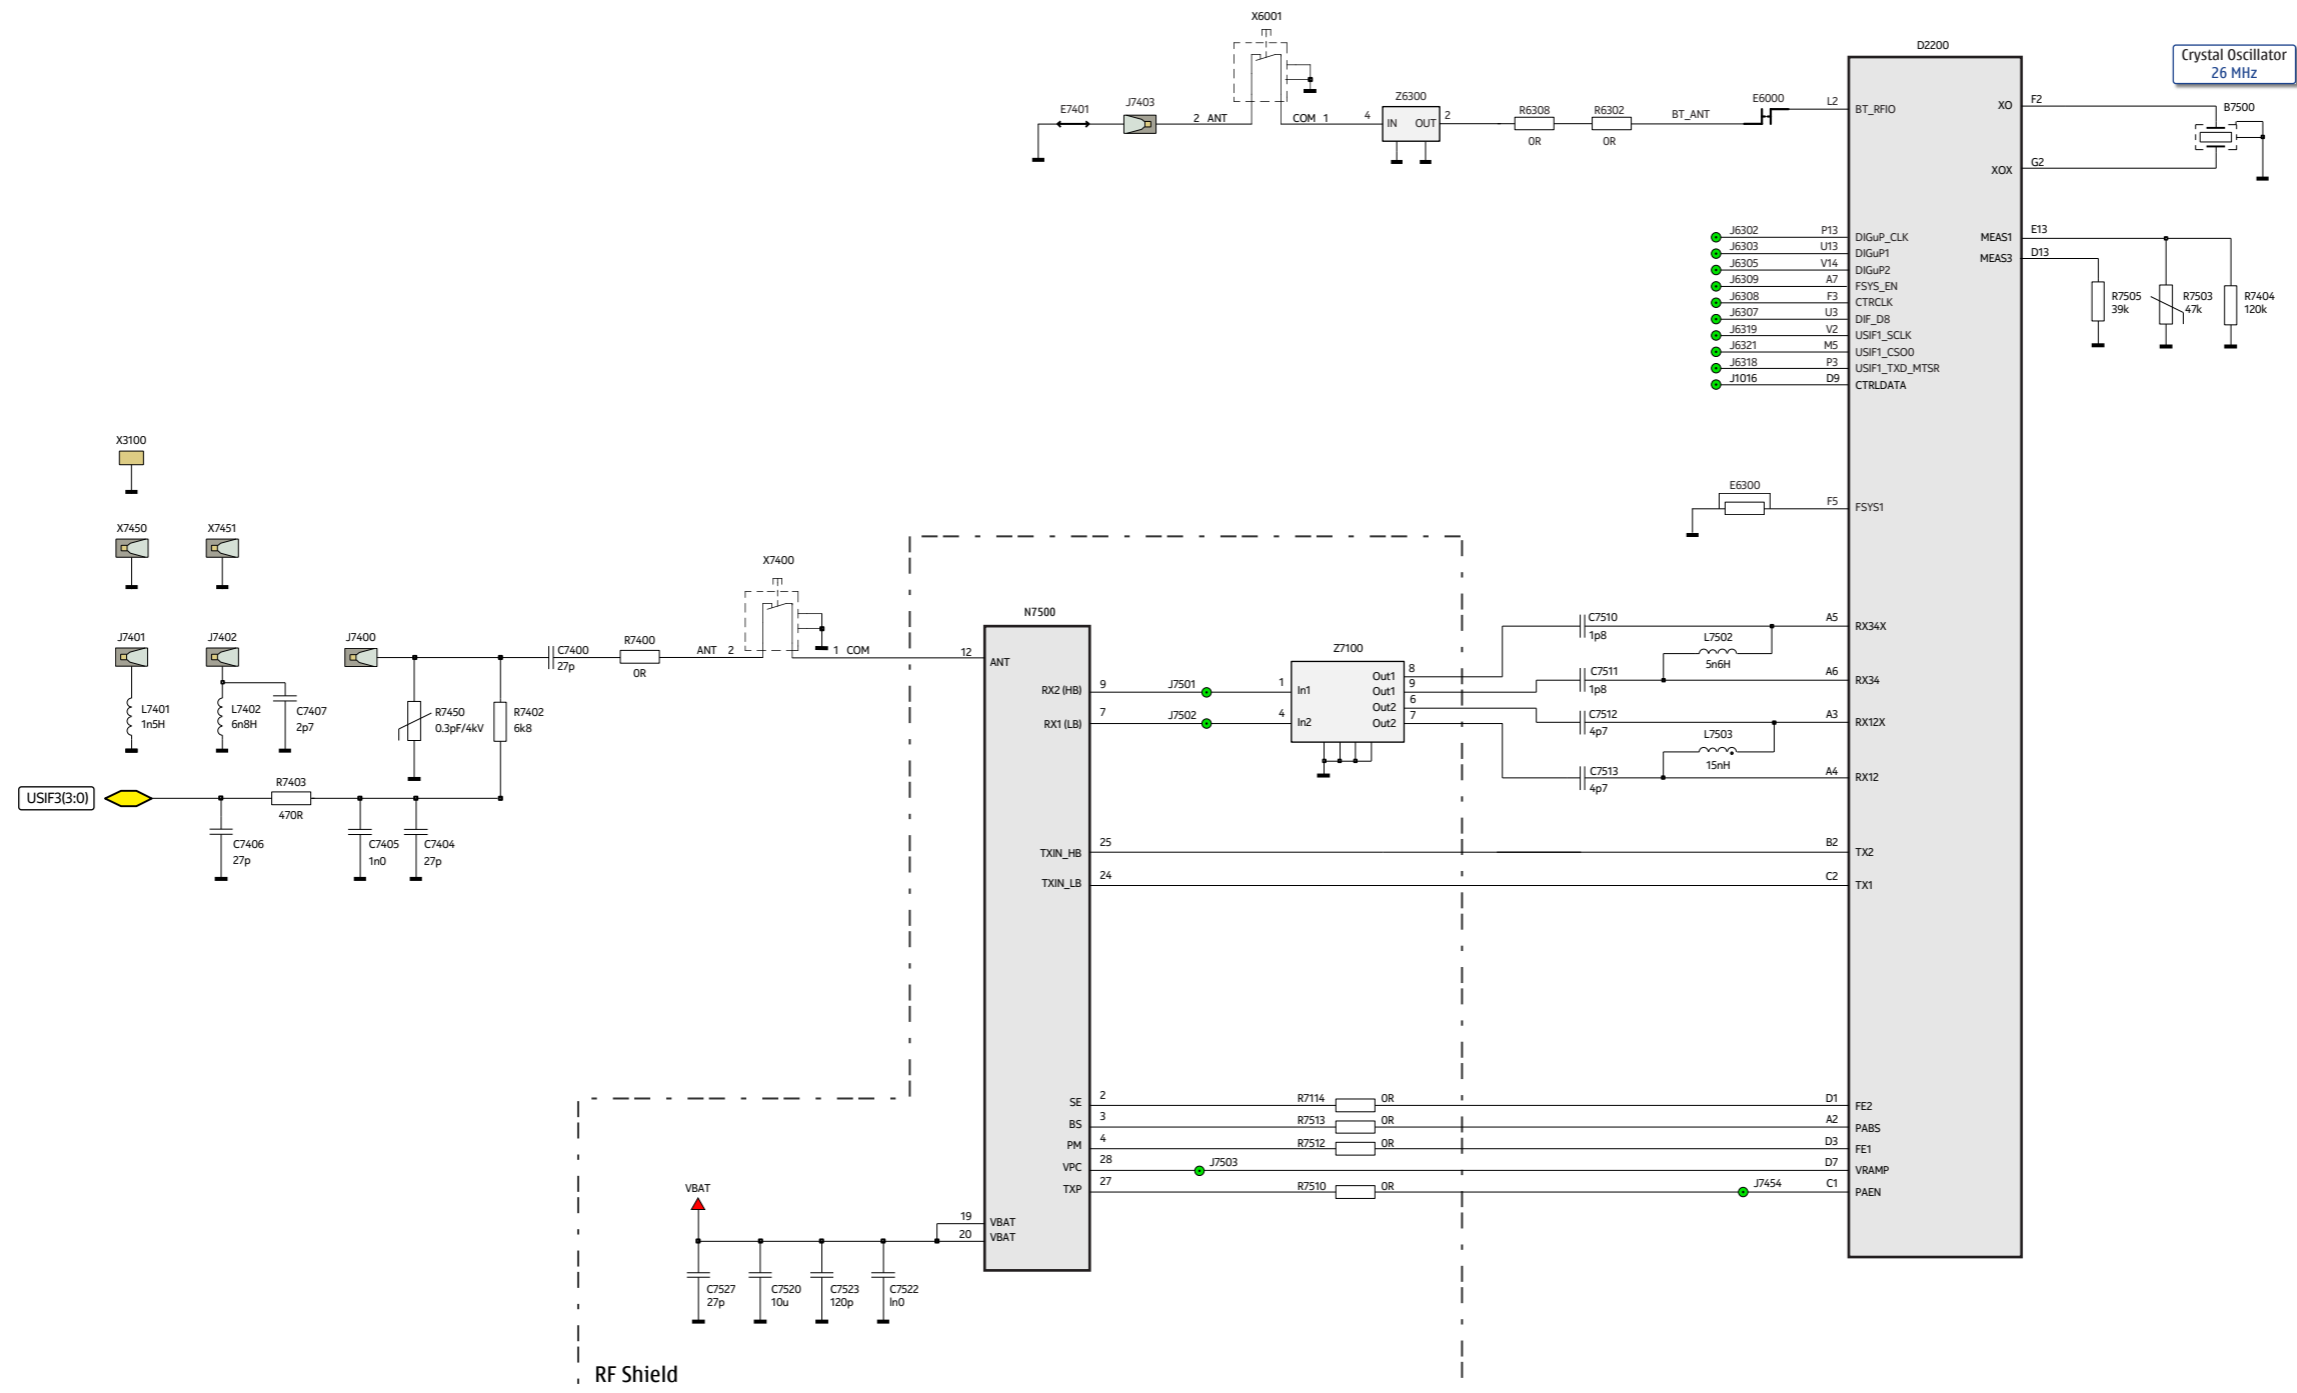 X6001
D2200
Crystal Oscillator
26 MHz
E7401
J7403
2 ANT
COM 1
4
Z6300
IN OUT
2
R6308
0R
R6302
0R
BT_ANT
E6000
L2
BT_RFIO
XO
F2
B7500
XOX
G2
J6302 P13 DIGuP_CLK
J6303 U13 DIGuP1
J6305 V14 DIGuP2
J6309 A7 FSYS_EN
J6308 F3 CTRCLK
J6307 U3 DIF_D8
J6319 V2 USIF1_SCLK
J6321 M5 USIF1_CSO0
J6318 P3 USIF1_TXD_MTSR
J1016 D9 CTRLDATA
MEAS1 E13
MEAS3 D13
R7505
39k
R7503
47k
R7404
120k
X3100
X7450
X7451
E6300
F5 FSYS1
J7401
J7402
J7400
L7401
1n5H
L7402
6n8H
C7407
2p7
R7450
0.3pF/4kV
R7402
6k8
C7400
27p
R7400
0R
ANT 2
X7400
1 COM
N7500
12 ANT
RX2 (HB) 9
J7501
RX1 (LB) 7
J7502
Z7100
1 In1
4 In2
Out1 8
Out1 9
Out2 6
Out2 7
C7510
1p8
C7511
1p8
C7512
4p7
C7513
4p7
L7502
5n6H
L7503
15nH
A5 RX34X
A6 RX34
A3 RX12X
A4 RX12
USIF3(3:0)
R7403
470R
C7406
27p
C7405
1n0
C7404
27p
TXIN_HB 25
B2 TX2
TXIN_LB 24
C2 TX1
SE 2 R7114 0R D1 FE2
BS 3 R7513 0R A2 PABS
PM 4 R7512 0R D3 FE1
VPC 28 J7503 D7 VRAMP
TXP 27 R7510 0R J7454 C1 PAEN
VBAT
19 VBAT
20 VBAT
C7527
27p
C7520
10u
C7523
120p
C7522
ln0
RF Shield